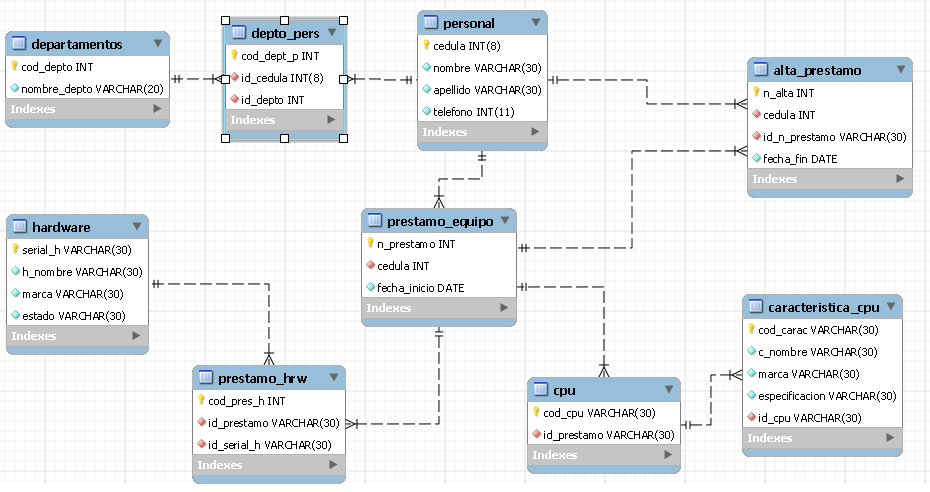 departamentos
cod_depto INT
nombre_depto VARCHAR(20)
Indexes
depto_pers
cod_dept_p INT
id_cedula INT(8)
id_depto INT
Indexes
personal
cedula INT(8)
nombre VARCHAR(30)
apellido VARCHAR(30)
telefono INT(11)
Indexes
alta_prestamo
n_alta INT
cedula INT
id_n_prestamo VARCHAR(30)
fecha_fin DATE
Indexes
hardware
serial_h VARCHAR(30)
h_nombre VARCHAR(30)
marca VARCHAR(30)
estado VARCHAR(30)
Indexes
prestamo_equipo
n_prestamo INT
cedula INT
fecha_inicio DATE
Indexes
caracteristica_cpu
cod_carac VARCHAR(30)
c_nombre VARCHAR(30)
marca VARCHAR(30)
especificacion VARCHAR(30)
id_cpu VARCHAR(30)
Indexes
prestamo_hrw
cod_pres_h INT
id_prestamo VARCHAR(30)
id_serial_h VARCHAR(30)
Indexes
cpu
cod_cpu VARCHAR(30)
id_prestamo VARCHAR(30)
Indexes